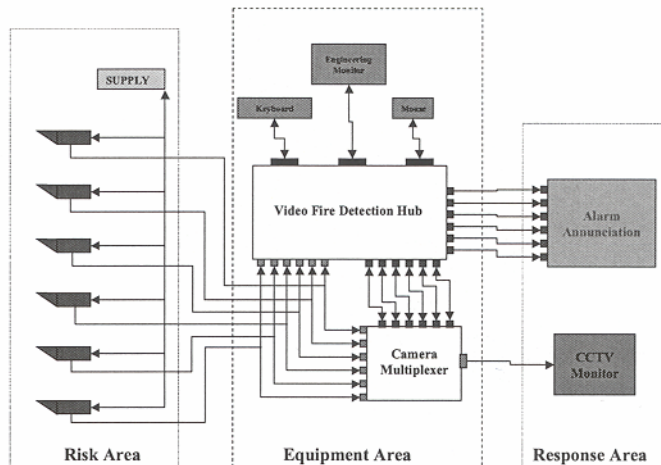 Engineering
Monitor
SUPPLY
Keyboard
Mouse
Video Fire Detection Hub
Alarm
Annunciation
Camera
Multiplexer
CCTV
Monitor
Risk Area
Equipment Area
Response Area